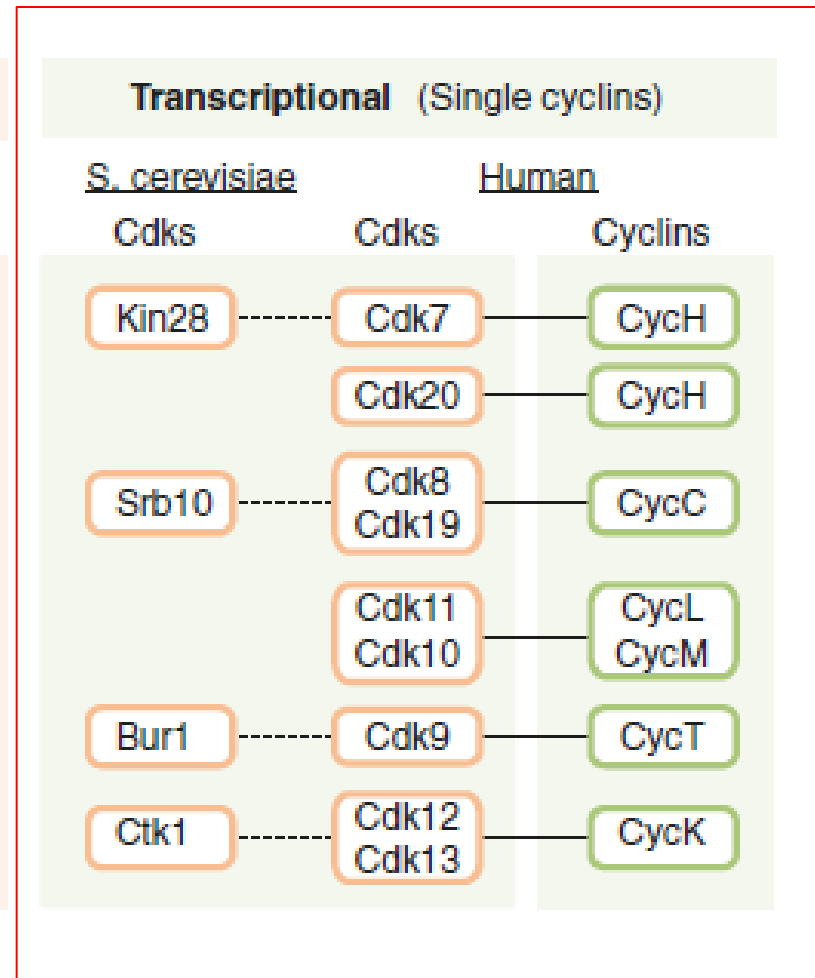 Transcriptional (Single cyclins)
S. cerevisiae Human
Cdks Cdks Cyclins
Kin28 Cdk7 CycH
Cdk20 CycH
Srb10 Cdk8 CycC
Cdk19
Cdk11 CycL
Cdk10 CycM
Bur1 Cdk9 CycT
Ctk1 Cdk12 CycK
Cdk13